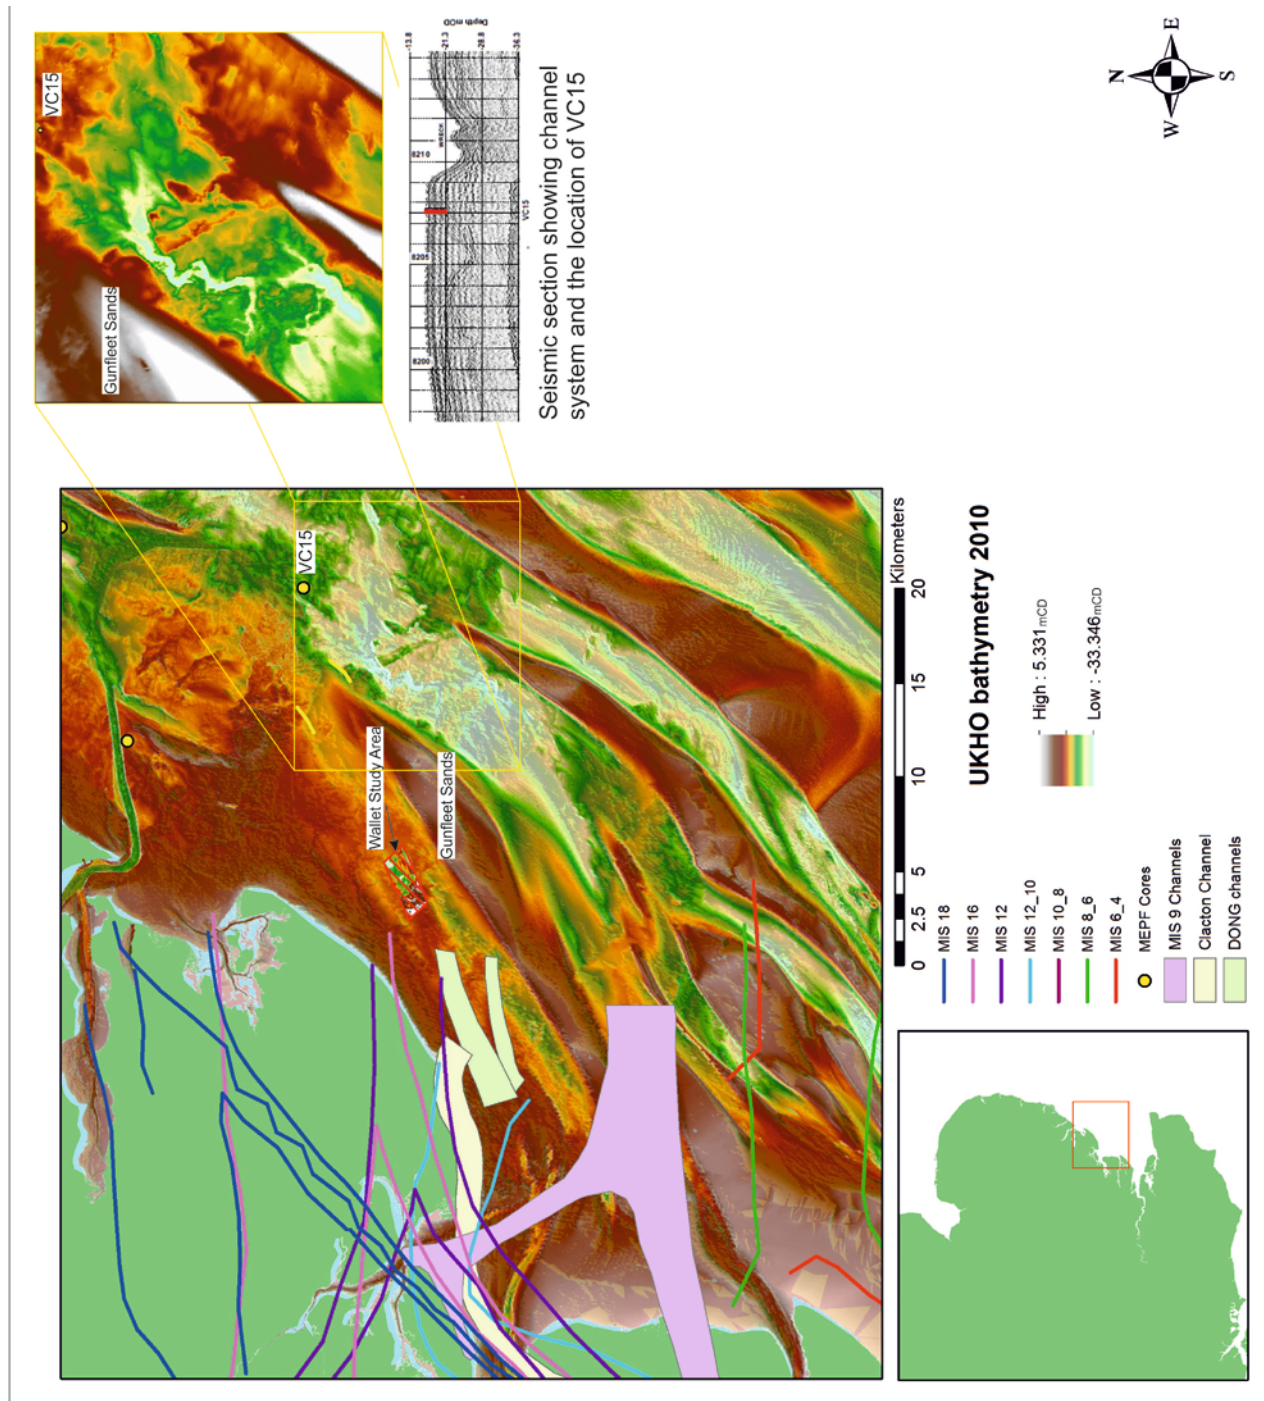 VC15
Gunfleet Sands
Depth mCD
-13.8
-21.3
-28.8
-36.3
8200
8205
8210
WRECK
VC15
Seismic section showing channel
system and the location of VC15
N
E
S
W
VC15
Wallet Study Area
Gunfleet Sands
0
2.5
5
10
15
20
Kilometers
UKHO bathymetry 2010
High : 5.331mCD
Low : -33.346mCD
MIS 18
MIS 16
MIS 12
MIS 12_10
MIS 10_8
MIS 8_6
MIS 6_4
MEPF Cores
MIS 9 Channels
Clacton Channel
DONG channels